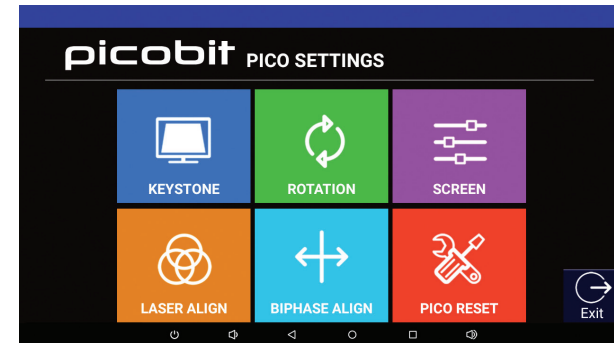 picobit PICO SETTINGS
KEYSTONE ROTATION SCREEN
LASER ALIGN BIPHASE ALIGN PICO RESET
Exit